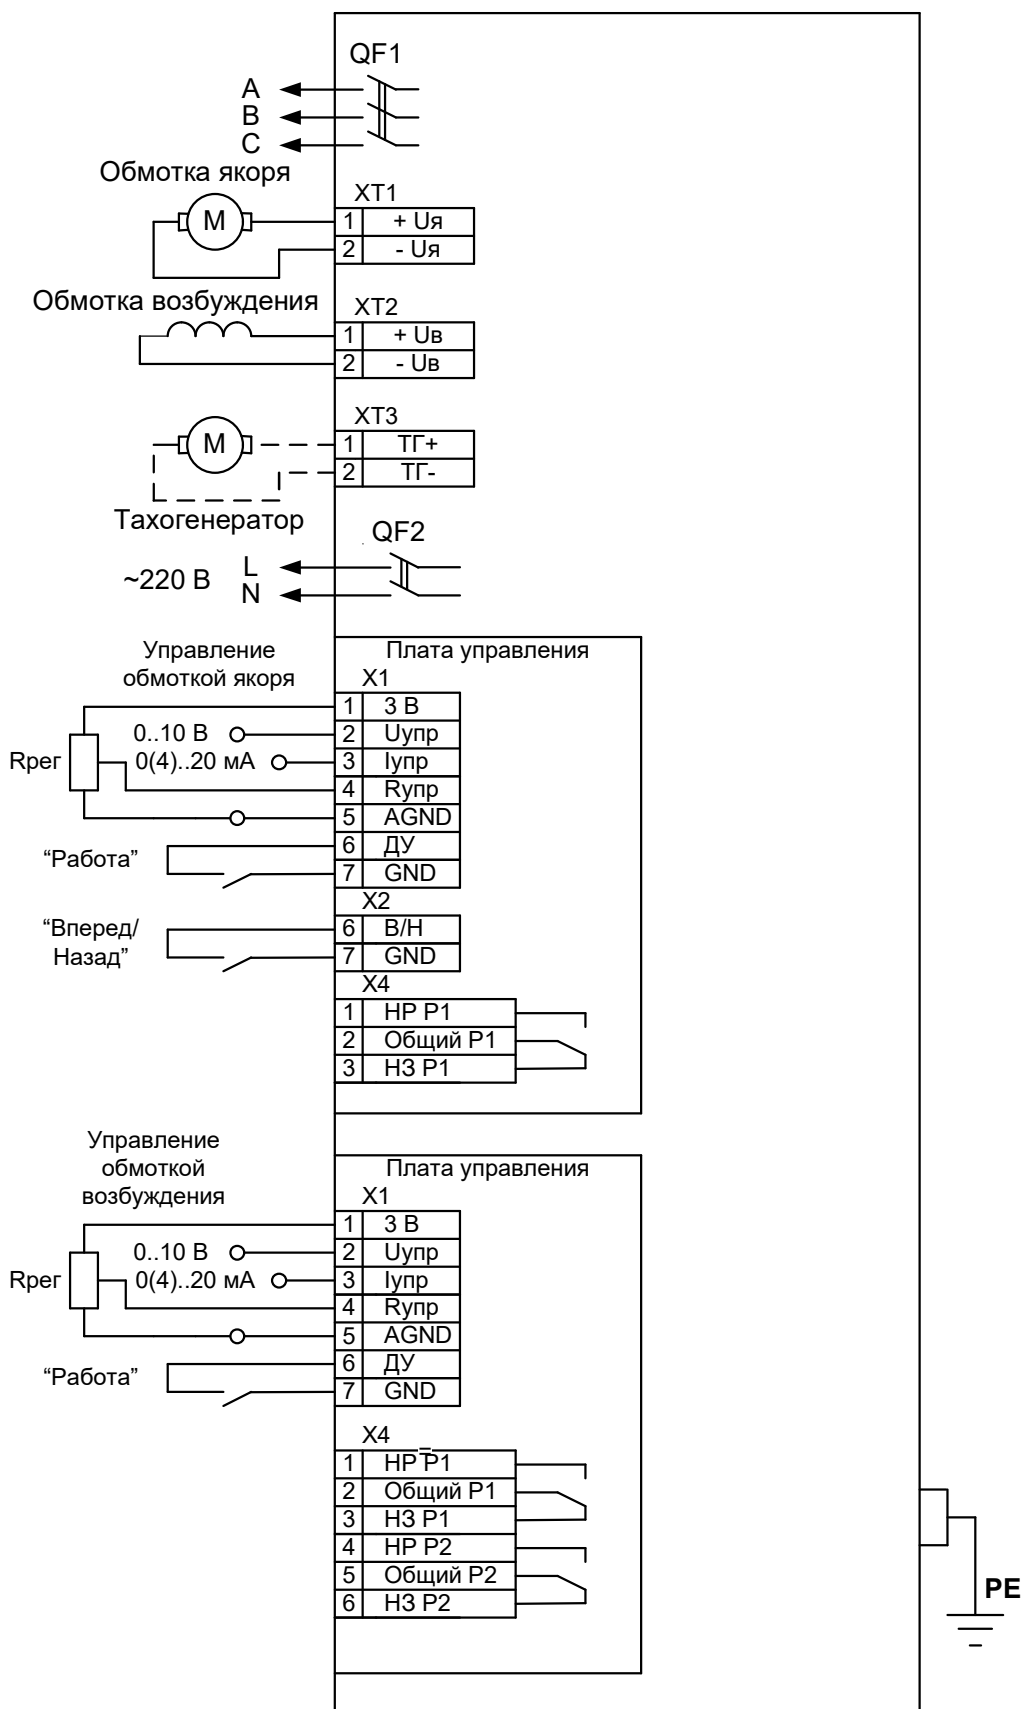 QF1
A
B
C
Обмотка якоря
XT1
M
1 + Uя
2 - Uя
Обмотка возбуждения
XT2
1 + Uв
2 - Uв
XT3
M
1 ТГ+
2 ТГ-
Тахогенератор
QF2
~220 В
L
N
Управление
обмоткой якоря
Плата управления
X1
1 3 В
0..10 В 2 Uупр
Rрег 0(4)..20 мА 3 Iупр
4 Rупр
5 AGND
“Работа” 6 ДУ
7 GND
X2
“Вперед/ 6 В/Н
Назад” 7 GND
X4
1 НР Р1
2 Общий Р1
3 НЗ Р1
Управление
обмоткой
возбуждения
Плата управления
X1
1 3 В
0..10 В 2 Uупр
Rрег 0(4)..20 мА 3 Iупр
4 Rупр
5 AGND
“Работа” 6 ДУ
7 GND
X4
1 НР Р1
2 Общий Р1
3 НЗ Р1
4 НР Р2
5 Общий Р2
6 НЗ Р2
PE